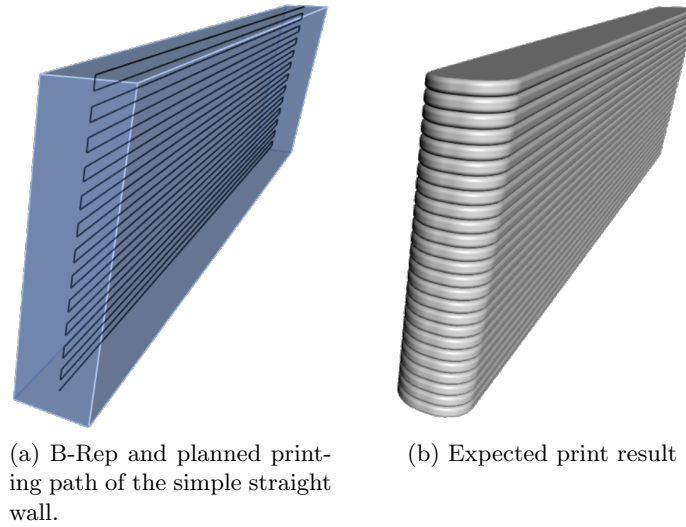 (a) B-Rep and planned print-
ing path of the simple straight
wall.
(b) Expected print result